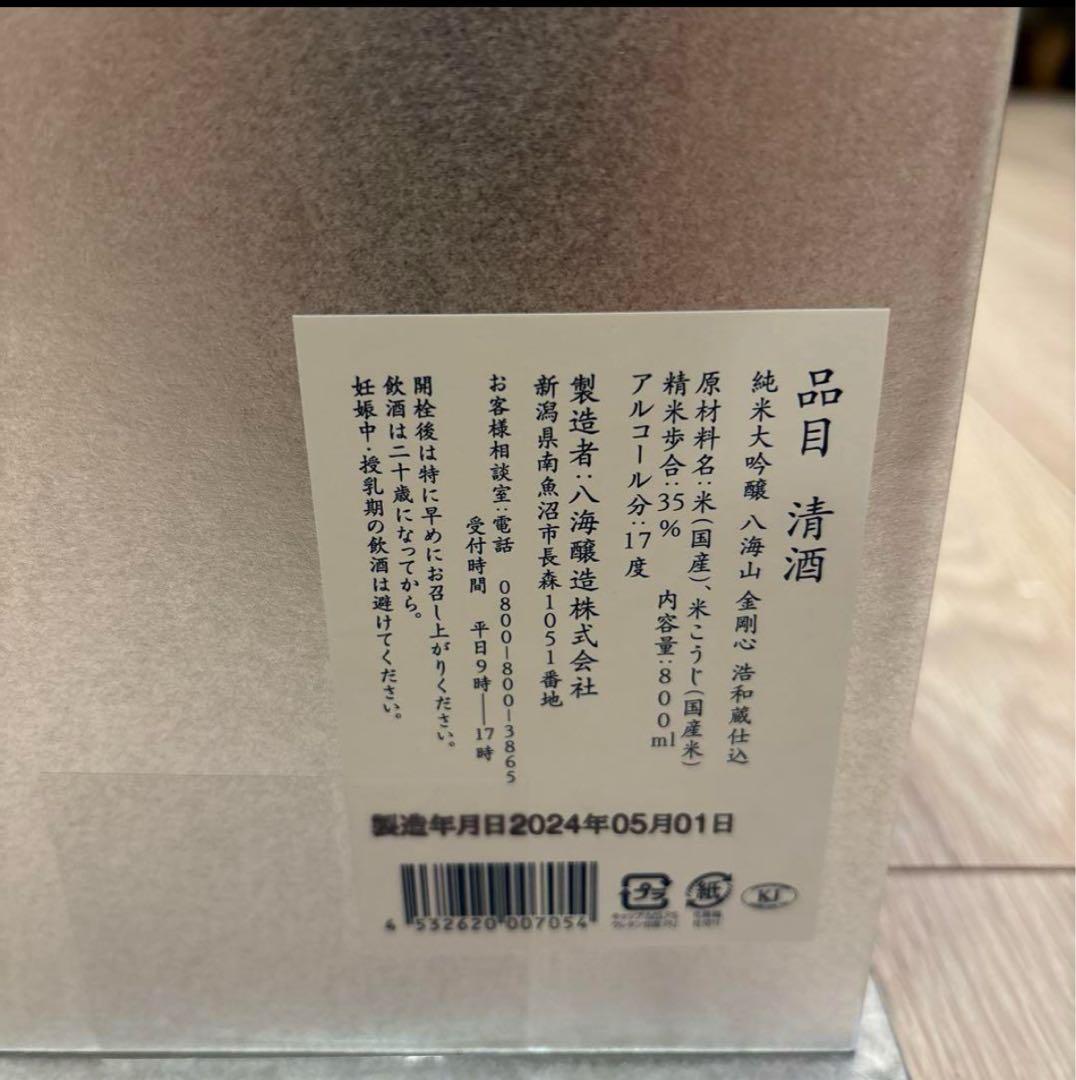 品目 清酒
純米大吟醸 八海山 金剛心 浩和蔵仕込
原材料名:米(国産)、米こうじ(国産米)
精米歩合:35% 内容量:800ml
アルコール分:17度
製造者:八海醸造株式会社
新潟県南魚沼市長森1051番地
お客様相談室:電話 0800-800-3865
受付時間 平日9時—17時
開栓後は特に早めにお召し上がりください。
飲酒は二十歳になってから。
妊娠中・授乳期の飲酒は避けてください。
製造年月日2024年05月01日
4 532620 007054
プラ
紙
KJ